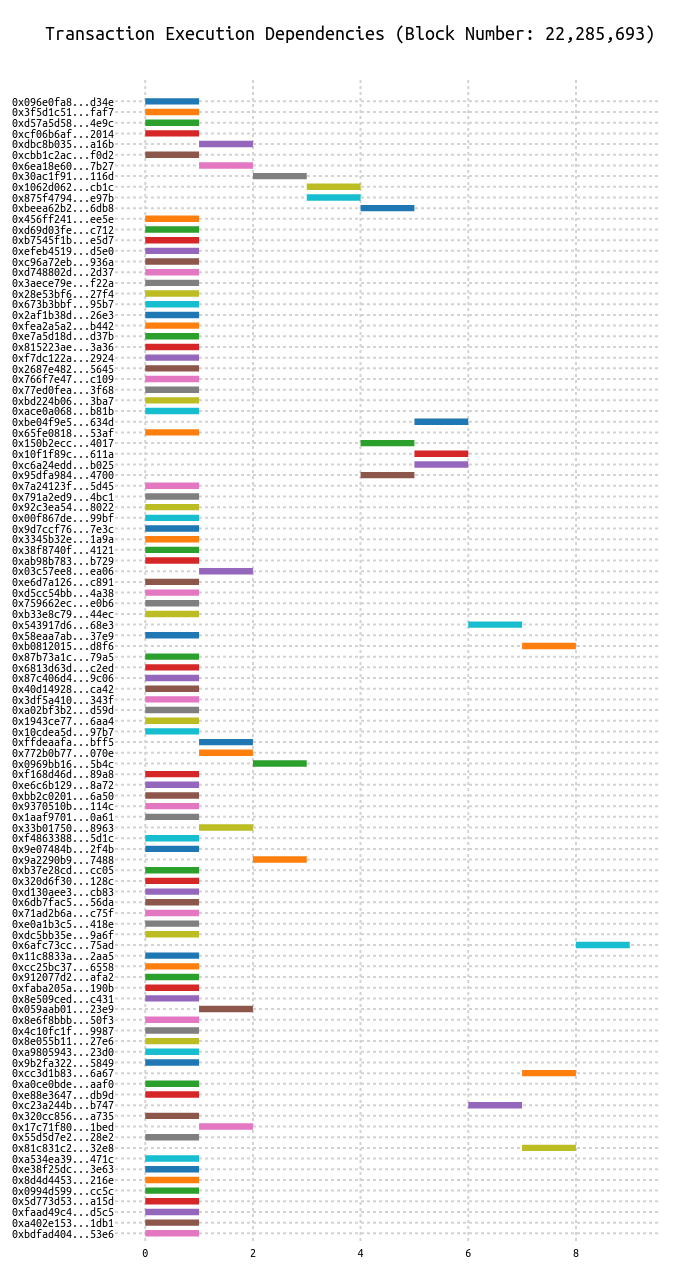 Transaction Execution Dependencies (Block Number: 22,285,693)
0x096e0fa8...d34e
0x3f5d1c51...faf7
0xd57a5d58...4e9c
0xcf06b6af...2014
0xdbc8b035...a16b
0xcbb1c2ac...f0d2
0x6ea18e60...7b27
0x30ac1f91...116d
0x1062d062...cb1c
0x875f4794...e97b
0xbeea62b2...6db8
0x456ff241...ee5e
0xd69d03fe...c712
0xb7545f1b...e5d7
0xefeb4519...d5e0
0xc96a72eb...936a
0xd748802d...2d37
0x3aece79e...f22a
0x28e53bf6...27f4
0x673b3bbf...95b7
0x2af1b38d...26e3
0xfea2a5a2...b442
0xe7a5d18d...d37b
0x815223ae...3a36
0xf7dc122a...2924
0x2687e482...5645
0x766f7e47...c109
0x77ed0fea...3f68
0xbd224b06...3ba7
0xace0a068...b81b
0xbe04f9e5...634d
0x65fe0818...53af
0x150b2ecc...4017
0x10f1f89c...611a
0xc6a24edd...b025
0x95dfa984...4700
0x7a24123f...5d45
0x791a2ed9...4bc1
0x92c3ea54...8022
0x00f867de...99bf
0x9d7ccf76...7e3c
0x3345b32e...1a9a
0x38f8740f...4121
0xab98b783...b729
0x03c57ee8...ea06
0xe6d7a126...c891
0xd5cc54bb...4a38
0x759662ec...e0b6
0xb33e8c79...44ec
0x543917d6...68e3
0x58eaa7ab...37e9
0xb0812015...d8f6
0x87b73a1c...79a5
0x6813d63d...c2ed
0x87c406d4...9c06
0x40d14928...ca42
0x3df5a410...343f
0xa02bf3b2...d59d
0x1943ce77...6aa4
0x10cdea5d...97b7
0xffdeaafa...bff5
0x772b0b77...070e
0x0969bb16...5b4c
0xf168d46d...89a8
0xe6c6b129...8a72
0xbb2c0201...6a50
0x9370510b...114c
0x1aaf9701...0a61
0x33b01750...8963
0xf4863388...5d1c
0x9e07484b...2f4b
0x9a2290b9...7488
0xb37e28cd...cc05
0x320d6f30...128c
0xd130aee3...cb83
0x6db7fac5...56da
0x71ad2b6a...c75f
0xe0a1b3c5...418e
0xdc5bb35e...9a6f
0x6afc73cc...75ad
0x11c8833a...2aa5
0xcc25bc37...6558
0x912077d2...afa2
0xfaba205a...190b
0x8e509ced...c431
0x059aab01...23e9
0x8e6f8bbb...50f3
0x4c10fc1f...9987
0x8e055b11...27e6
0xa9805943...23d0
0x9b2fa322...5849
0xcc3d1b83...6a67
0xa0ce0bde...aaf0
0xe88e3647...db9d
0xc23a244b...b747
0x320cc856...a735
0x17c71f80...1bed
0x55d5d7e2...28e2
0x81c831c2...32e8
0xa534ea39...471c
0xe38f25dc...3e63
0x8d4d4453...216e
0x0994d599...cc5c
0x5d773d53...a15d
0xfaad49c4...d5c5
0xa402e153...1db1
0xbdfad404...53e6
0 2 4 6 8